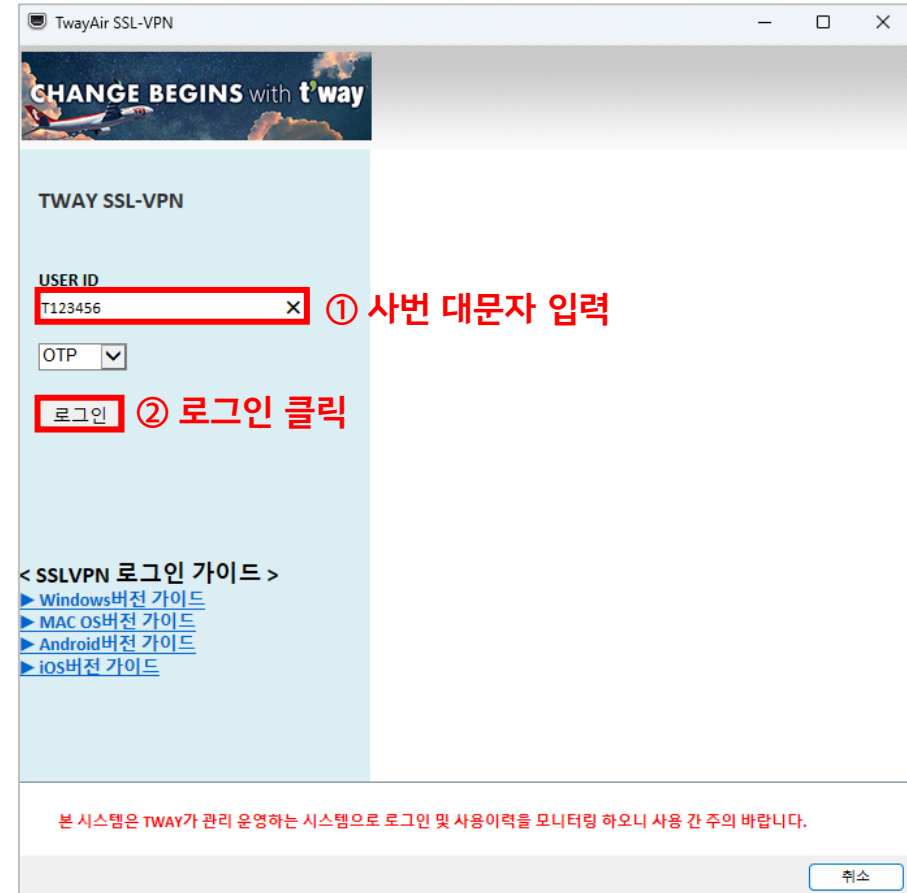 TwayAir SSL-VPN
CHANGE BEGINS with t'way
TWAY SSL-VPN
USER ID
T123456
① 사번 대문자 입력
OTP
로그인
② 로그인 클릭
< SSLVPN 로그인 가이드 >
▶ Windows버전 가이드
▶ MAC OS버전 가이드
▶ Android버전 가이드
▶ iOS버전 가이드
본 시스템은 TWAY가 관리 운영하는 시스템으로 로그인 및 사용이력을 모니터링 하오니 사용 간 주의 바랍니다.
취소